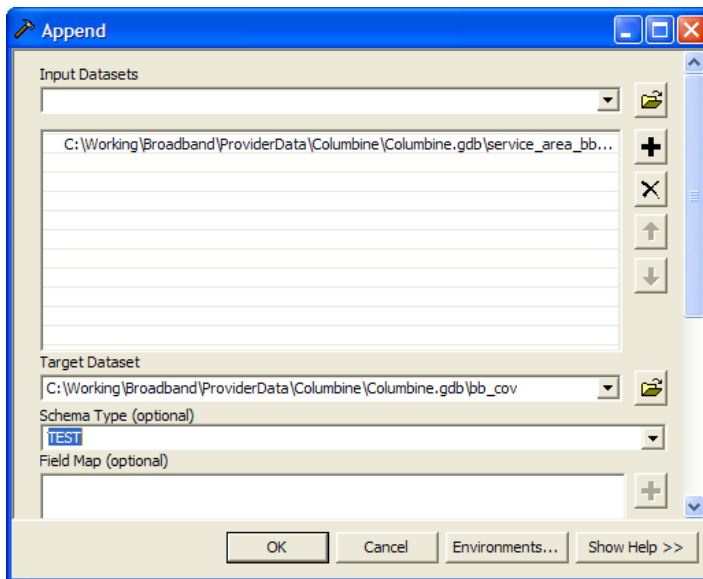 Append
Input Datasets
C:\Working\Broadband\ProviderData\Columbine\Columbine.gdb\service_area_bb...
Target Dataset
C:\Working\Broadband\ProviderData\Columbine\Columbine.gdb\bb_cov
Schema Type (optional)
TEST
Field Map (optional)
OK Cancel Environments... Show Help >>